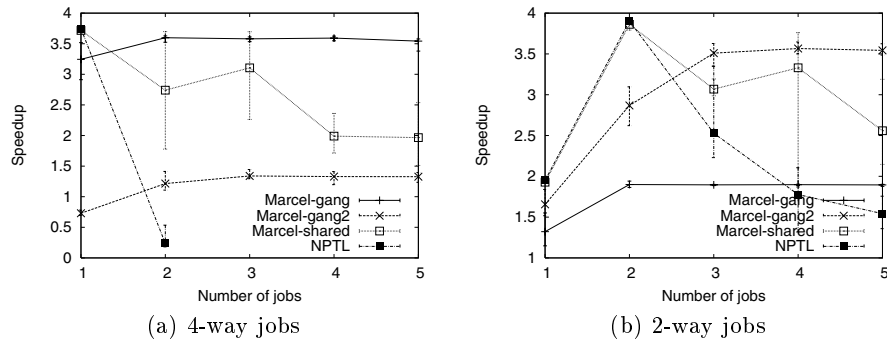 4
3.5
3
2.5
2
1.5
1
0.5
0
Speedup
Marcel-gang
Marcel-gang2
Marcel-shared
NPTL
1 2 3 4 5
Number of jobs
(a) 4-way jobs
4
3.5
3
2.5
2
1.5
1
Speedup
Marcel-gang
Marcel-gang2
Marcel-shared
NPTL
1 2 3 4 5
Number of jobs
(b) 2-way jobs